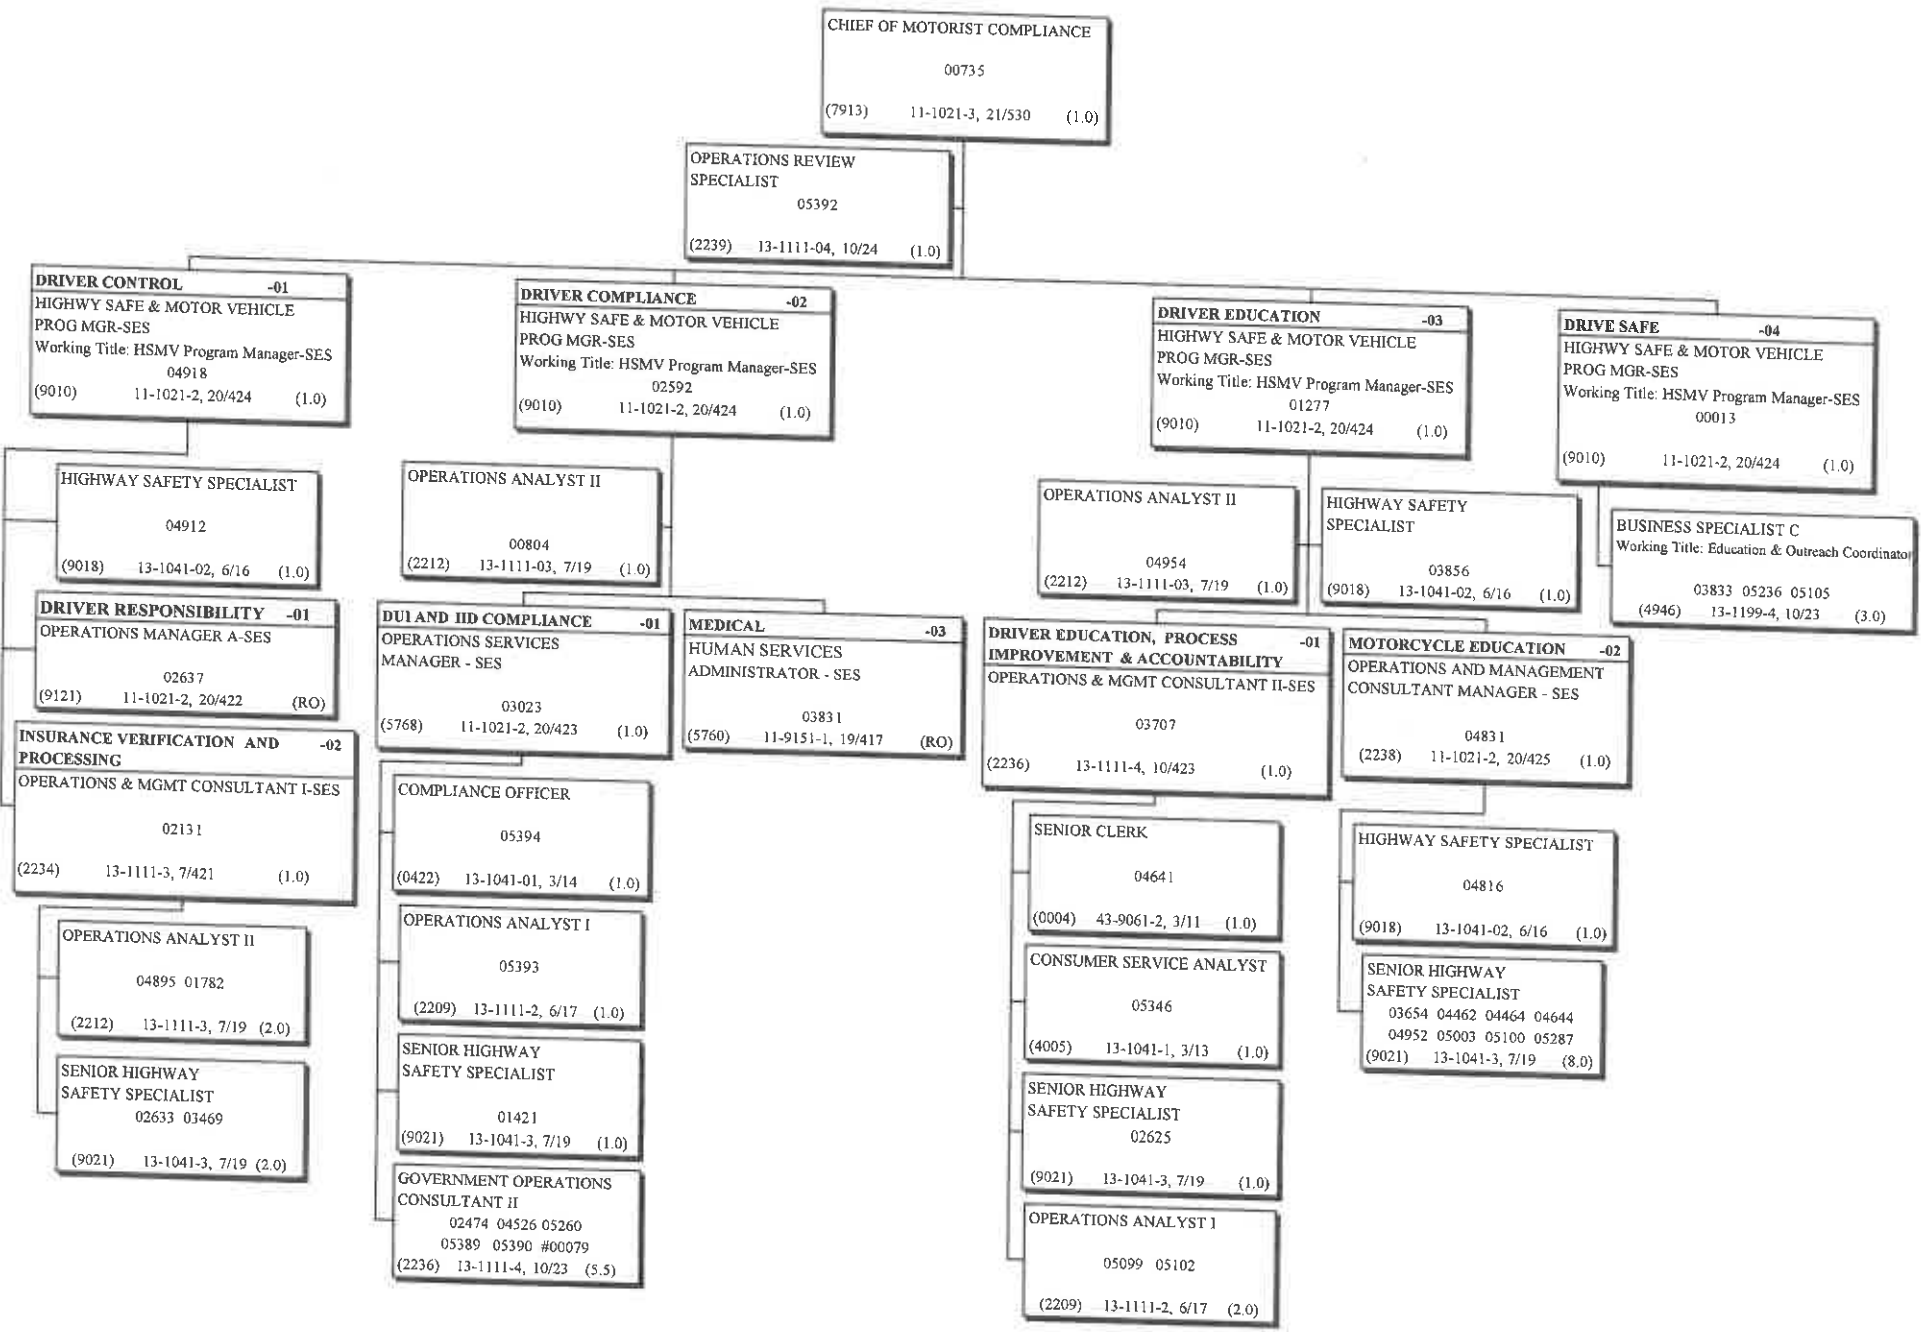 CHIEF OF MOTORIST COMPLIANCE
00735
(7913) 11-1021-3, 21/530 (1.0)
OPERATIONS REVIEW
SPECIALIST
05392
(2239) 13-1111-04, 10/24 (1.0)
DRIVER CONTROL -01
HIGHWY SAFE & MOTOR VEHICLE
PROG MGR-SES
Working Title: HSMV Program Manager-SES
04918
(9010) 11-1021-2, 20/424 (1.0)
DRIVER COMPLIANCE -02
HIGHWY SAFE & MOTOR VEHICLE
PROG MGR-SES
Working Title: HSMV Program Manager-SES
02592
(9010) 11-1021-2, 20/424 (1.0)
DRIVER EDUCATION -03
HIGHWY SAFE & MOTOR VEHICLE
PROG MGR-SES
Working Title: HSMV Program Manager-SES
01277
(9010) 11-1021-2, 20/424 (1.0)
DRIVE SAFE -04
HIGHWY SAFE & MOTOR VEHICLE
PROG MGR-SES
Working Title: HSMV Program Manager-SES
00013
(9010) 11-1021-2, 20/424 (1.0)
HIGHWAY SAFETY SPECIALIST
04912
(9018) 13-1041-02, 6/16 (1.0)
DRIVER RESPONSIBILITY -01
OPERATIONS MANAGER A-SES
02637
(9121) 11-1021-2, 20/422 (RO)
INSURANCE VERIFICATION AND -02
PROCESSING
OPERATIONS & MGMT CONSULTANT I-SES
02131
(2234) 13-1111-3, 7/421 (1.0)
OPERATIONS ANALYST II
04895 01782
(2212) 13-1111-3, 7/19 (2.0)
SENIOR HIGHWAY
SAFETY SPECIALIST
02633 03469
(9021) 13-1041-3, 7/19 (2.0)
OPERATIONS ANALYST II
00804
(2212) 13-1111-03, 7/19 (1.0)
DUI AND IID COMPLIANCE -01
OPERATIONS SERVICES
MANAGER - SES
03023
(5768) 11-1021-2, 20/423 (1.0)
MEDICAL -03
HUMAN SERVICES
ADMINISTRATOR - SES
03831
(5760) 11-9151-1, 19/417 (RO)
COMPLIANCE OFFICER
05394
(0422) 13-1041-01, 3/14 (1.0)
OPERATIONS ANALYST I
05393
(2209) 13-1111-2, 6/17 (1.0)
SENIOR HIGHWAY
SAFETY SPECIALIST
01421
(9021) 13-1041-3, 7/19 (1.0)
GOVERNMENT OPERATIONS
CONSULTANT II
02474 04526 05260
05389 05390 #00079
(2236) 13-1111-4, 10/23 (5.5)
OPERATIONS ANALYST II
04954
(2212) 13-1111-03, 7/19 (1.0)
HIGHWAY SAFETY
SPECIALIST
03856
(9018) 13-1041-02, 6/16 (1.0)
DRIVER EDUCATION, PROCESS -01
IMPROVEMENT & ACCOUNTABILITY
OPERATIONS & MGMT CONSULTANT II-SES
03707
(2236) 13-1111-4, 10/423 (1.0)
MOTORCYCLE EDUCATION -02
OPERATIONS AND MANAGEMENT
CONSULTANT MANAGER - SES
04831
(2238) 11-1021-2, 20/425 (1.0)
SENIOR CLERK
04641
(0004) 43-9061-2, 3/11 (1.0)
CONSUMER SERVICE ANALYST
05346
(4005) 13-1041-1, 3/13 (1.0)
SENIOR HIGHWAY
SAFETY SPECIALIST
02625
(9021) 13-1041-3, 7/19 (1.0)
OPERATIONS ANALYST I
05099 05102
(2209) 13-1111-2, 6/17 (2.0)
HIGHWAY SAFETY SPECIALIST
04816
(9018) 13-1041-02, 6/16 (1.0)
SENIOR HIGHWAY
SAFETY SPECIALIST
03654 04462 04464 04644
04952 05003 05100 05287
(9021) 13-1041-3, 7/19 (8.0)
BUSINESS SPECIALIST C
Working Title: Education & Outreach Coordinator
03833 05236 05105
(4946) 13-1199-4, 10/23 (3.0)